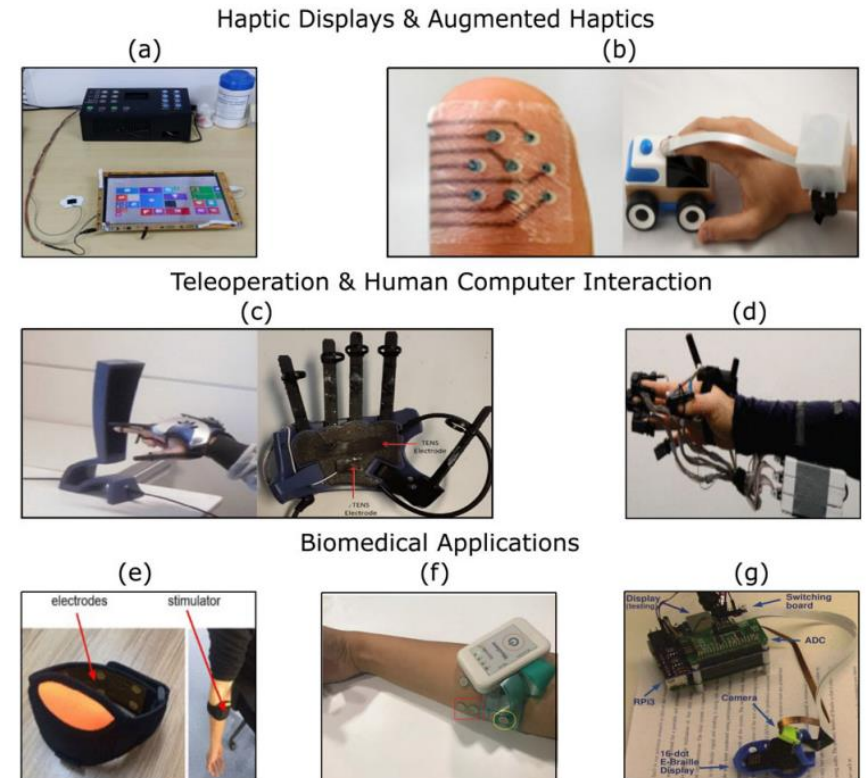 Haptic Displays & Augmented Haptics
(a)
(b)
Teleoperation & Human Computer Interaction
(c)
(d)
TENS
Electrode
TENS
Electrode
Biomedical Applications
(e)
(f)
(g)
electrodes
stimulator
Display
(testing)
Switching
board
ADC
RPi3
Camera
16-dot
E-Braille
Display